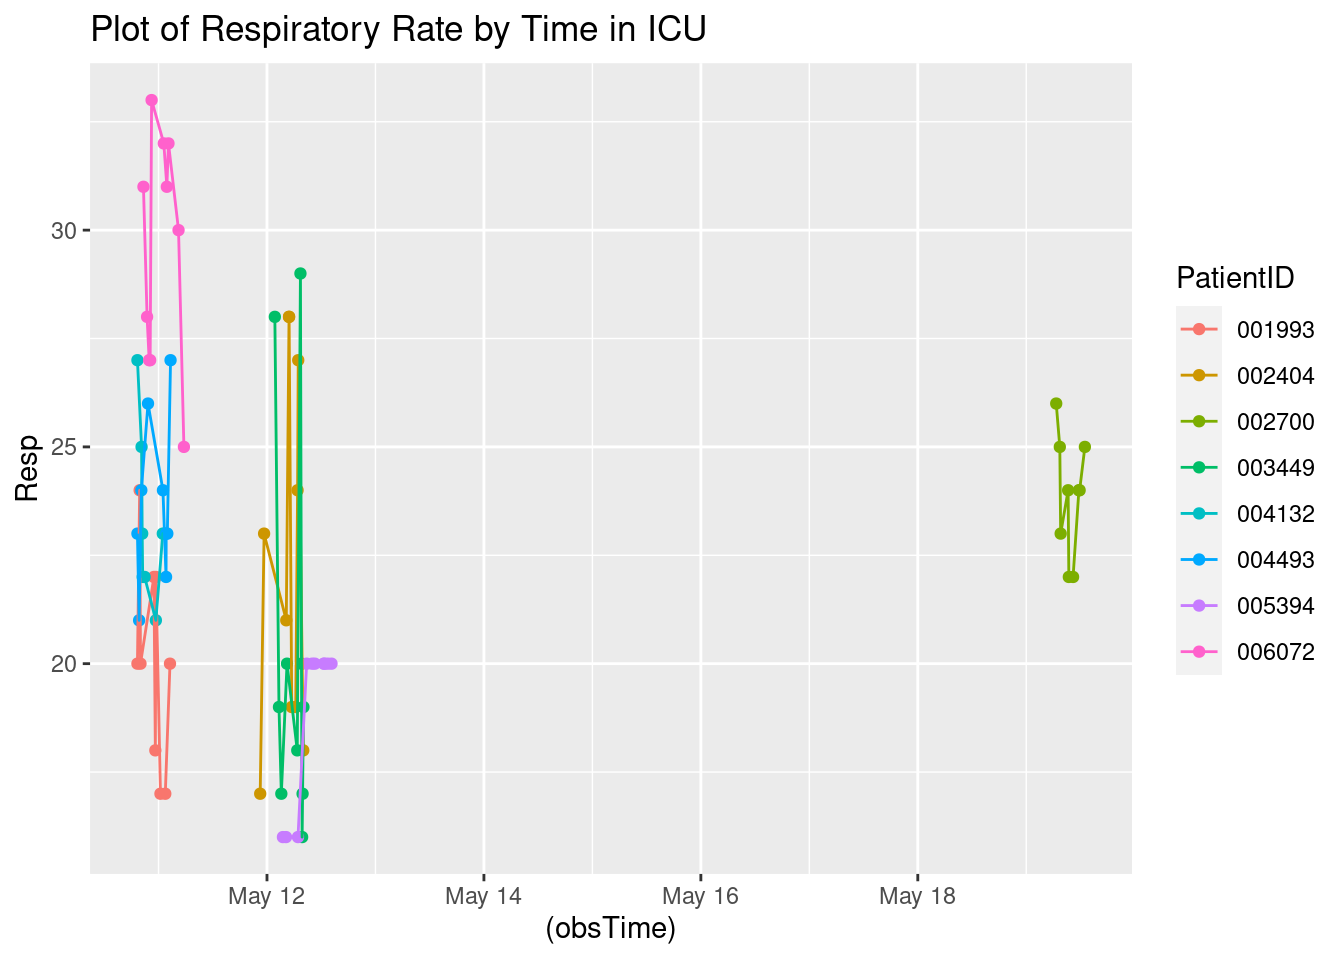 Plot of Respiratory Rate by Time in ICU
Resp
30
25
20
May 12
May 14
May 16
May 18
(obsTime)
PatientID
001993
002404
002700
003449
004132
004493
005394
006072